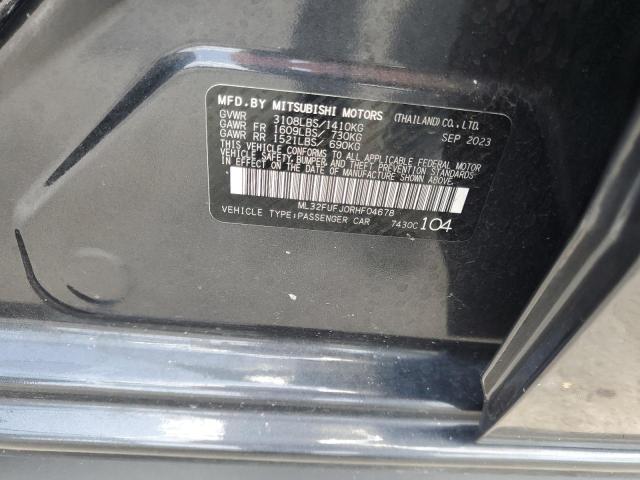 MFD.BY MITSUBISHI MOTORS (THAILAND) CO.,LTD.
GVWR 3108LBS/1410KG SEP 2023
GAWR FR 1609LBS/ 730KG
GAWR RR 1521LBS/ 690KG
THIS VEHICLE CONFORMS TO ALL APPLICABLE FEDERAL MOTOR
VEHICLE SAFETY, BUMPER, AND THEFT PREVENTION STANDARDS
IN EFFECT ON THE DATE OF MANUFACTURE SHOWN ABOVE.
ML32FUFJ0RHF04678
VEHICLE TYPE:PASSENGER CAR 7430C 104